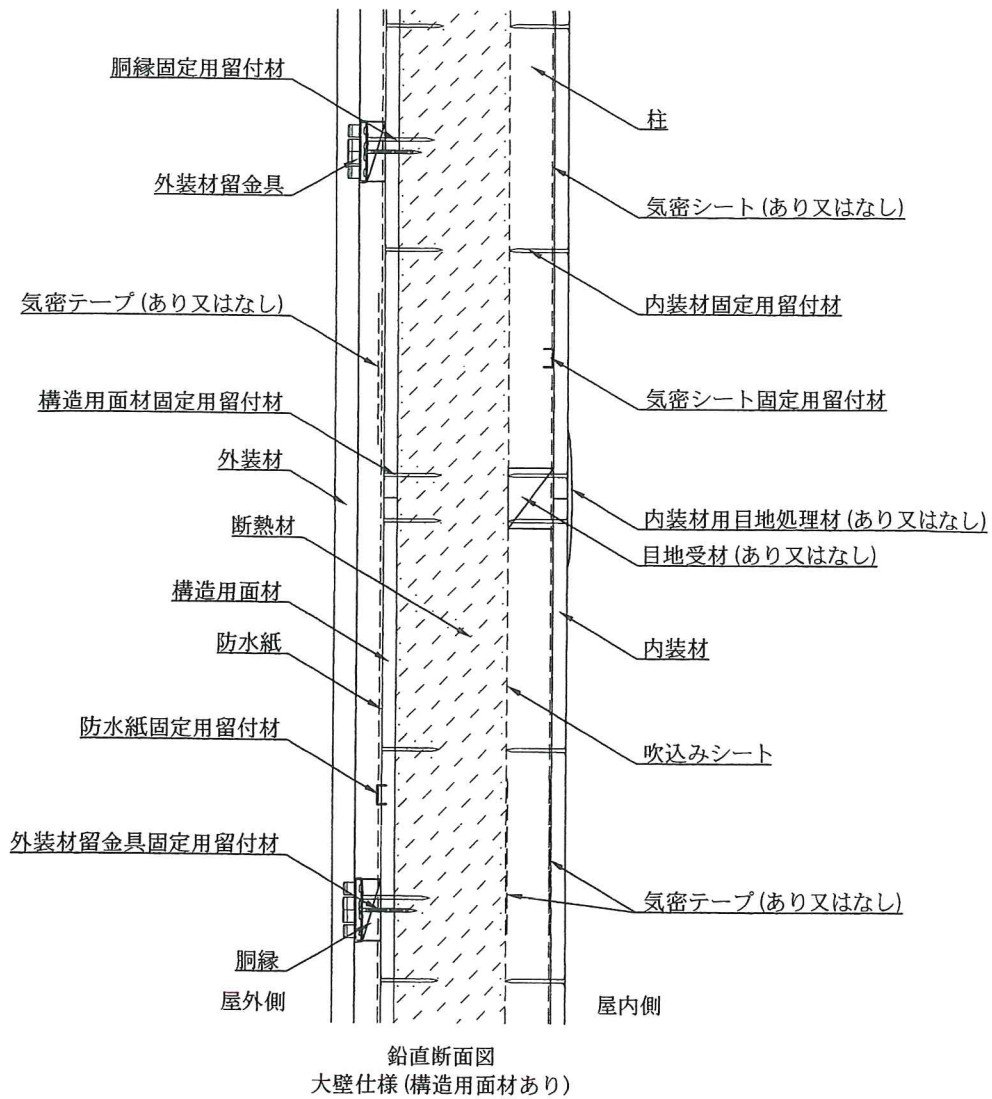 胴縁固定用留付材
外装材留金具
気密テープ(あり又はなし)
構造用面材固定用留付材
外装材
断熱材
構造用面材
防水紙
防水紙固定用留付材
外装材留金具固定用留付材
胴縁
屋外側
柱
気密シート(あり又はなし)
内装材固定用留付材
気密シート固定用留付材
内装材用目地処理材(あり又はなし)
目地受材(あり又はなし)
内装材
吹込みシート
気密テープ(あり又はなし)
屋内側
鉛直断面図
大壁仕様(構造用面材あり)